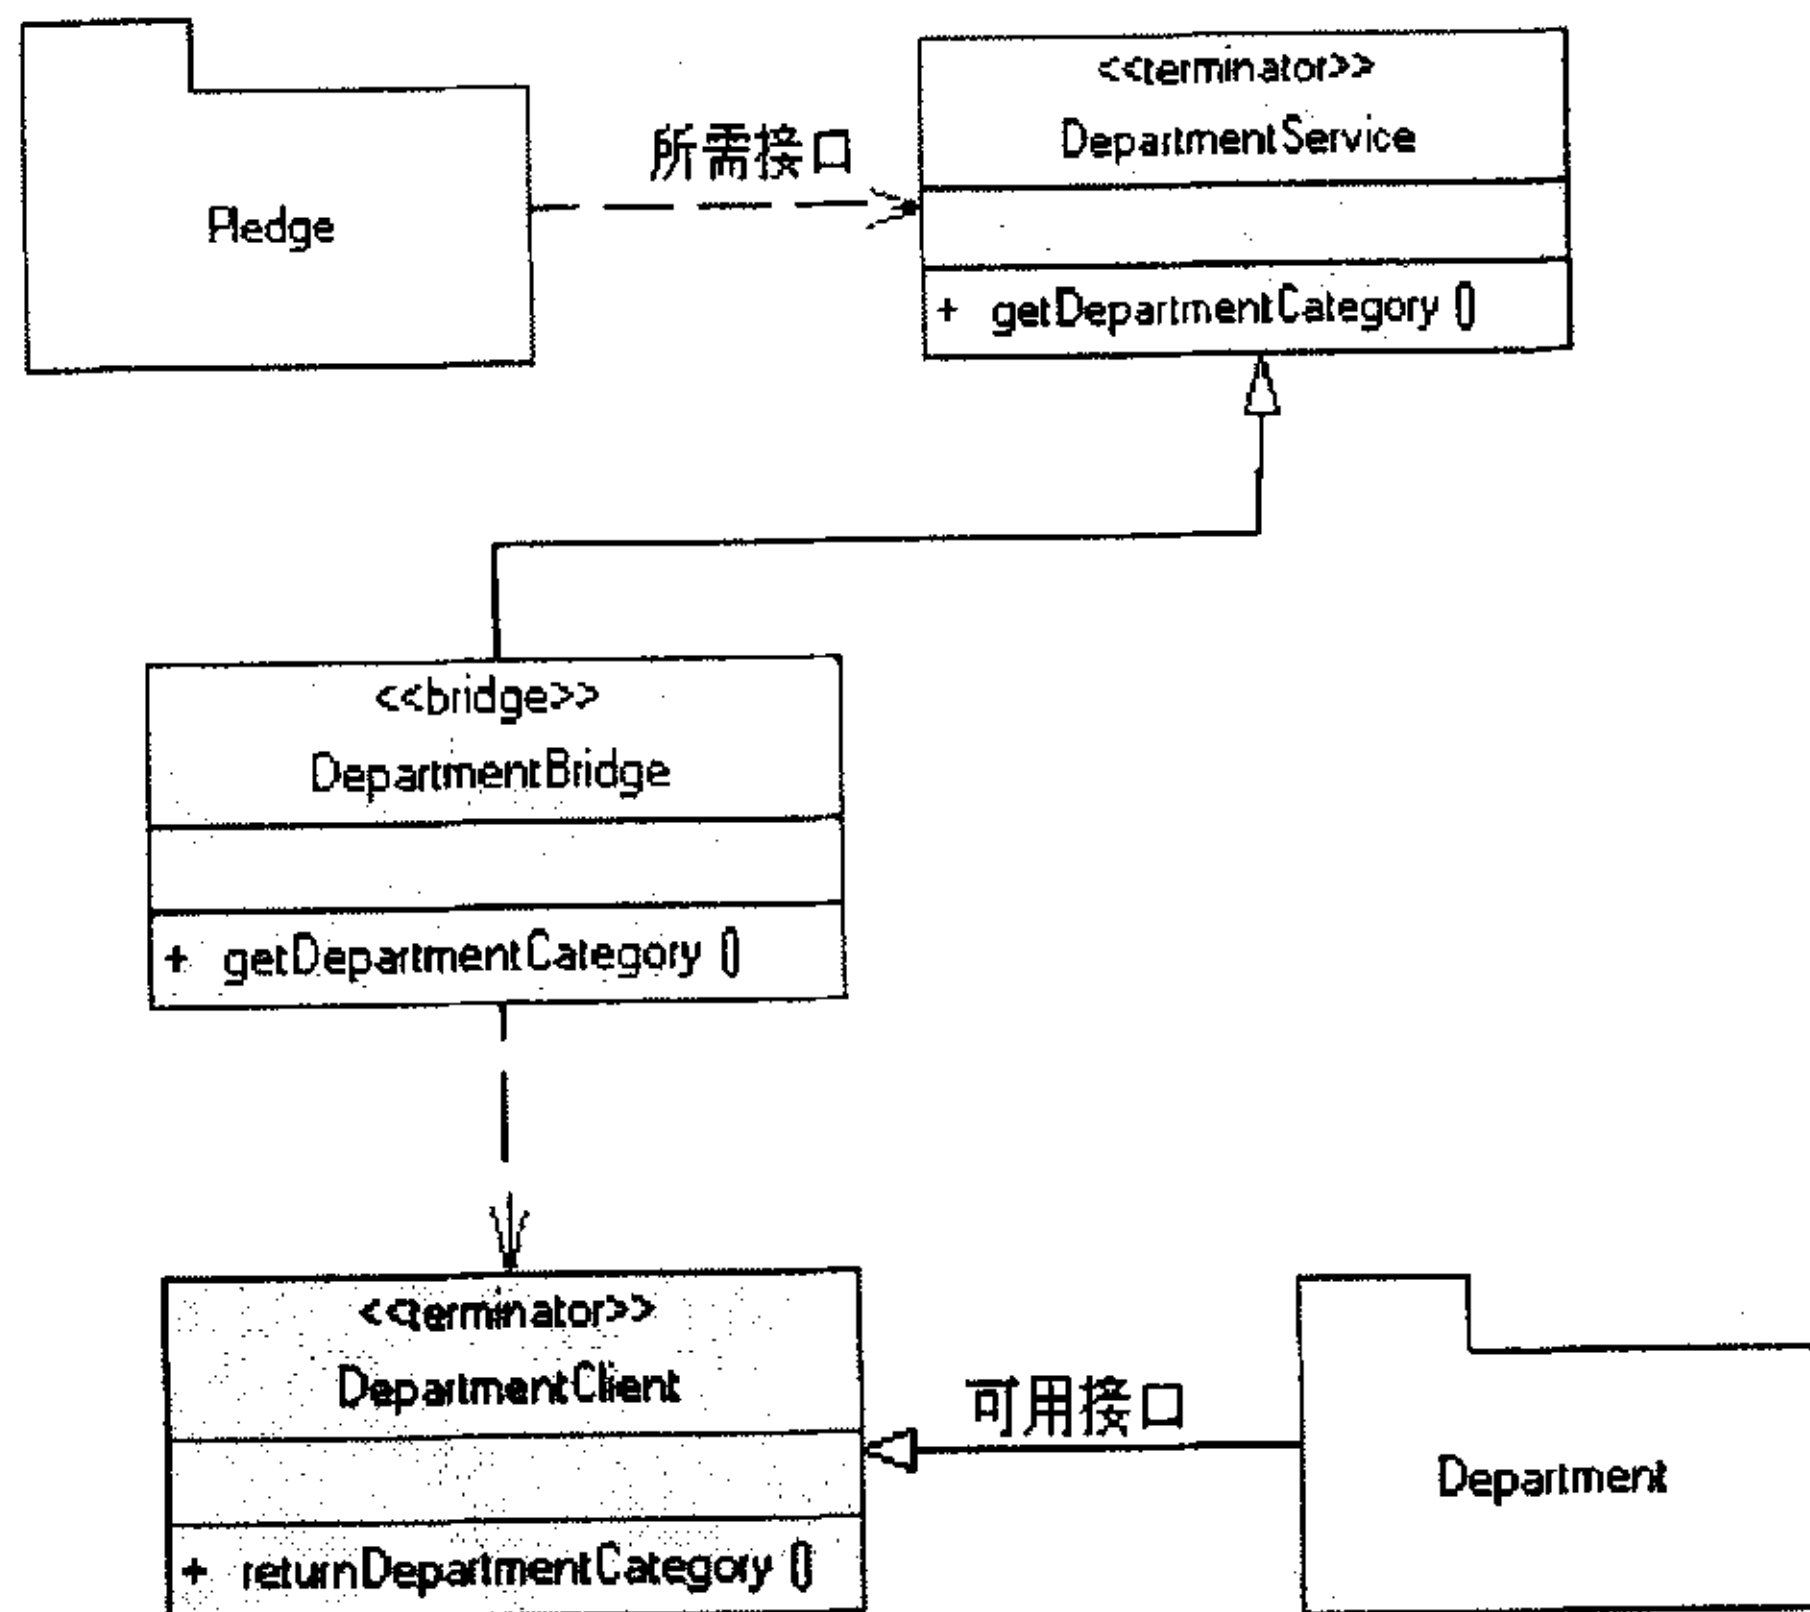 <<terminator>>
DepartmentService
所需接口
Pledge
+ getDepartmentCategory ()
<<bridge>>
DepartmentBridge
+ getDepartmentCategory ()
<<terminator>>
DepartmentClient
可用接口
Department
+ returnDepartmentCategory ()